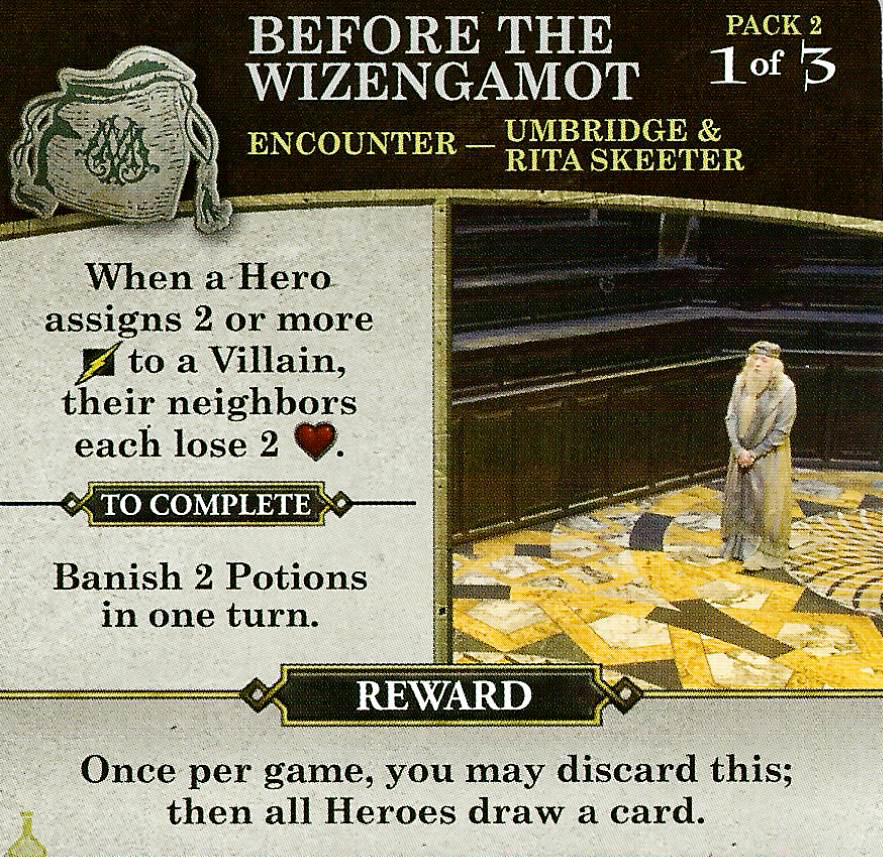 BEFORE THE
WIZENGAMOT
PACK 2
1 of 3
ENCOUNTER — UMBRIDGE &
RITA SKEETER
When a Hero
assigns 2 or more
to a Villain,
their neighbors
each lose 2 .
TO COMPLETE
Banish 2 Potions
in one turn.
REWARD
Once per game, you may discard this;
then all Heroes draw a card.